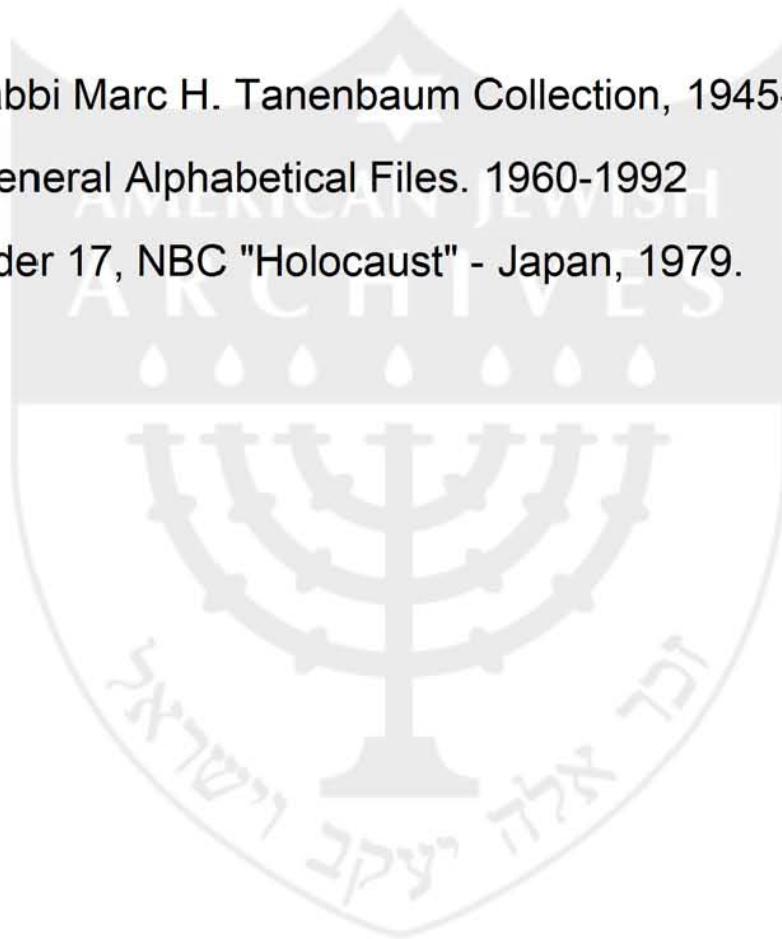 abbi Marc H. Tanenbaum Collection, 1945-
eneral Alphabetical Files. 1960-1992
AMERICAN JEWISH
der 17, NBC "Holocaust" - Japan, 1979.
ARCHIVES
זכר אלה יעקב וישראל